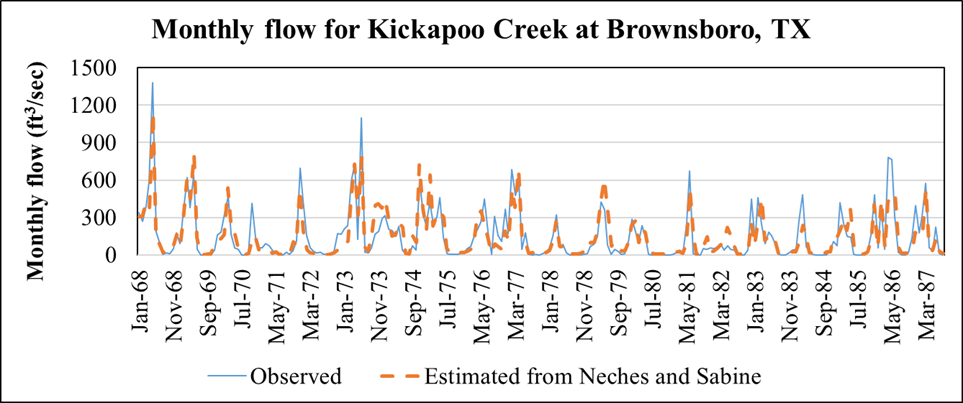 Monthly flow for Kickapoo Creek at Brownsboro, TX
Monthly flow (ft³/sec)
1500
1200
900
600
300
0
Jan-68
Nov-68
Sep-69
Jul-70
May-71
Mar-72
Jan-73
Nov-73
Sep-74
Jul-75
May-76
Mar-77
Jan-78
Nov-78
Sep-79
Jul-80
May-81
Mar-82
Jan-83
Nov-83
Sep-84
Jul-85
May-86
Mar-87
Observed
Estimated from Neches and Sabine